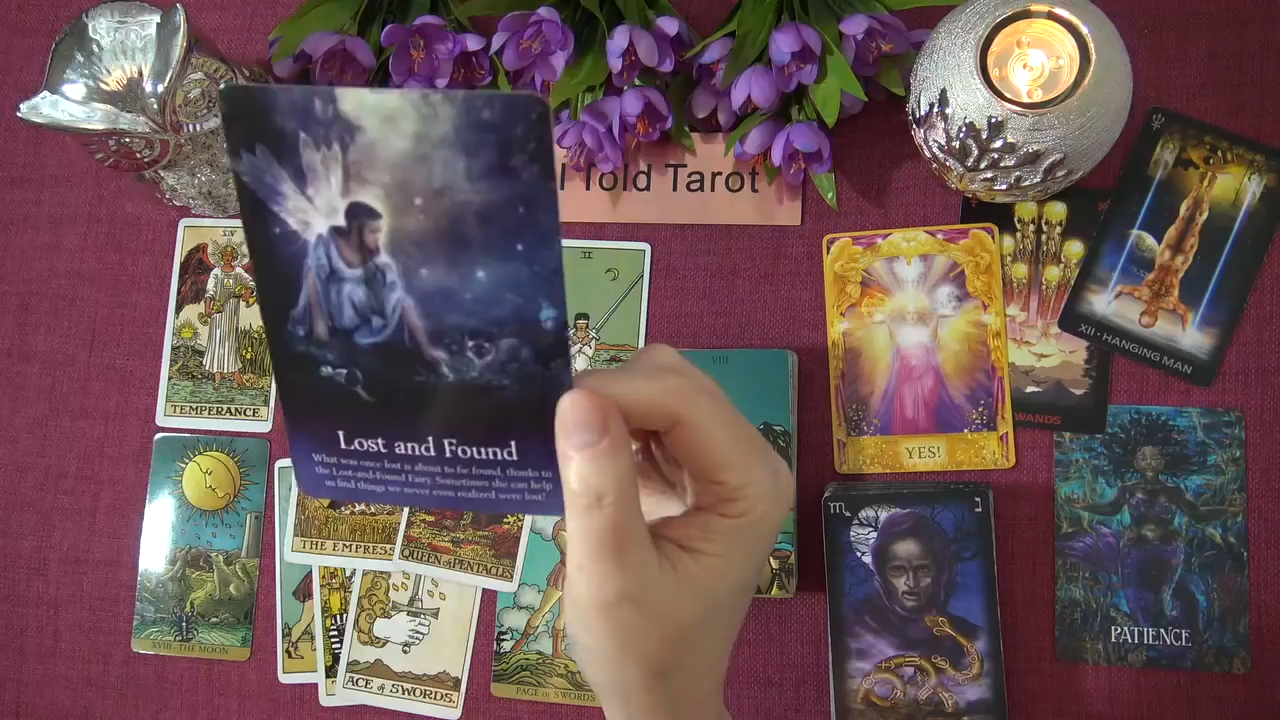 l Told Tarot
XIV
TEMPERANCE.
II
VIII
YES!
WANDS
XII · HANGING MAN
Lost and Found
What was once lost is about to be found, thanks to
the Lost-and-Found Fairy. Sometimes she can help
us find things we never even realized were lost!
THE EMPRESS
QUEEN of PENTACLES
XVIII · THE MOON
ACE of SWORDS.
PAGE of SWORDS
PATIENCE